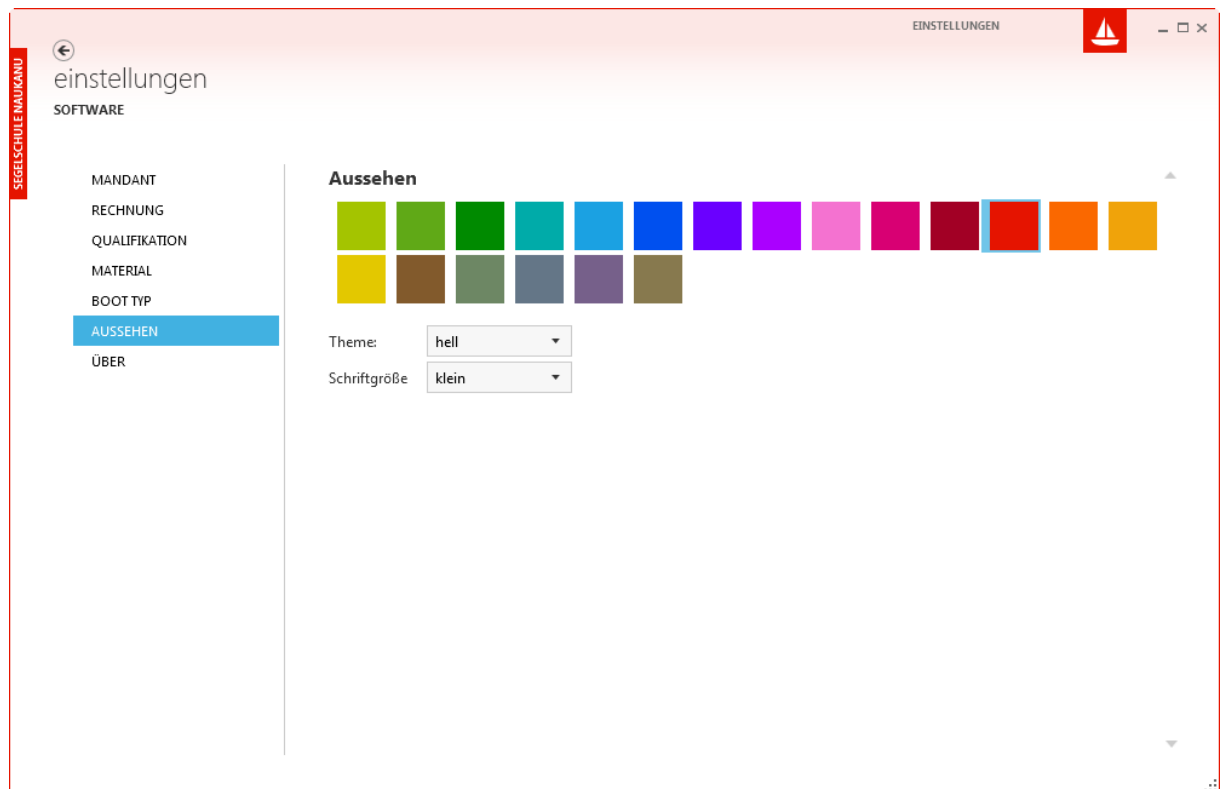 EINSTELLUNGEN
SEGELSCHULE NAUKANU
einstellungen
SOFTWARE
MANDANT
RECHNUNG
QUALIFIKATION
MATERIAL
BOOT TYP
AUSSEHEN
ÜBER
Aussehen
Theme: hell
Schriftgröße klein